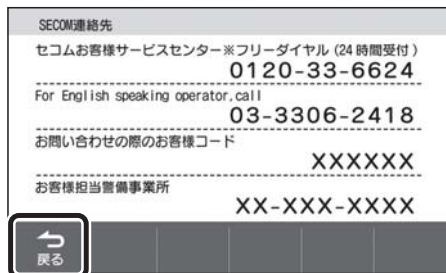 SECOM連絡先
セコムお客様サービスセンター※フリーダイヤル(24時間受付)
0120-33-6624
For English speaking operator,call
03-3306-2418
お問い合わせの際のお客様コード
XXXXXX
お客様担当警備事業所
XX-XXX-XXXX
戻る